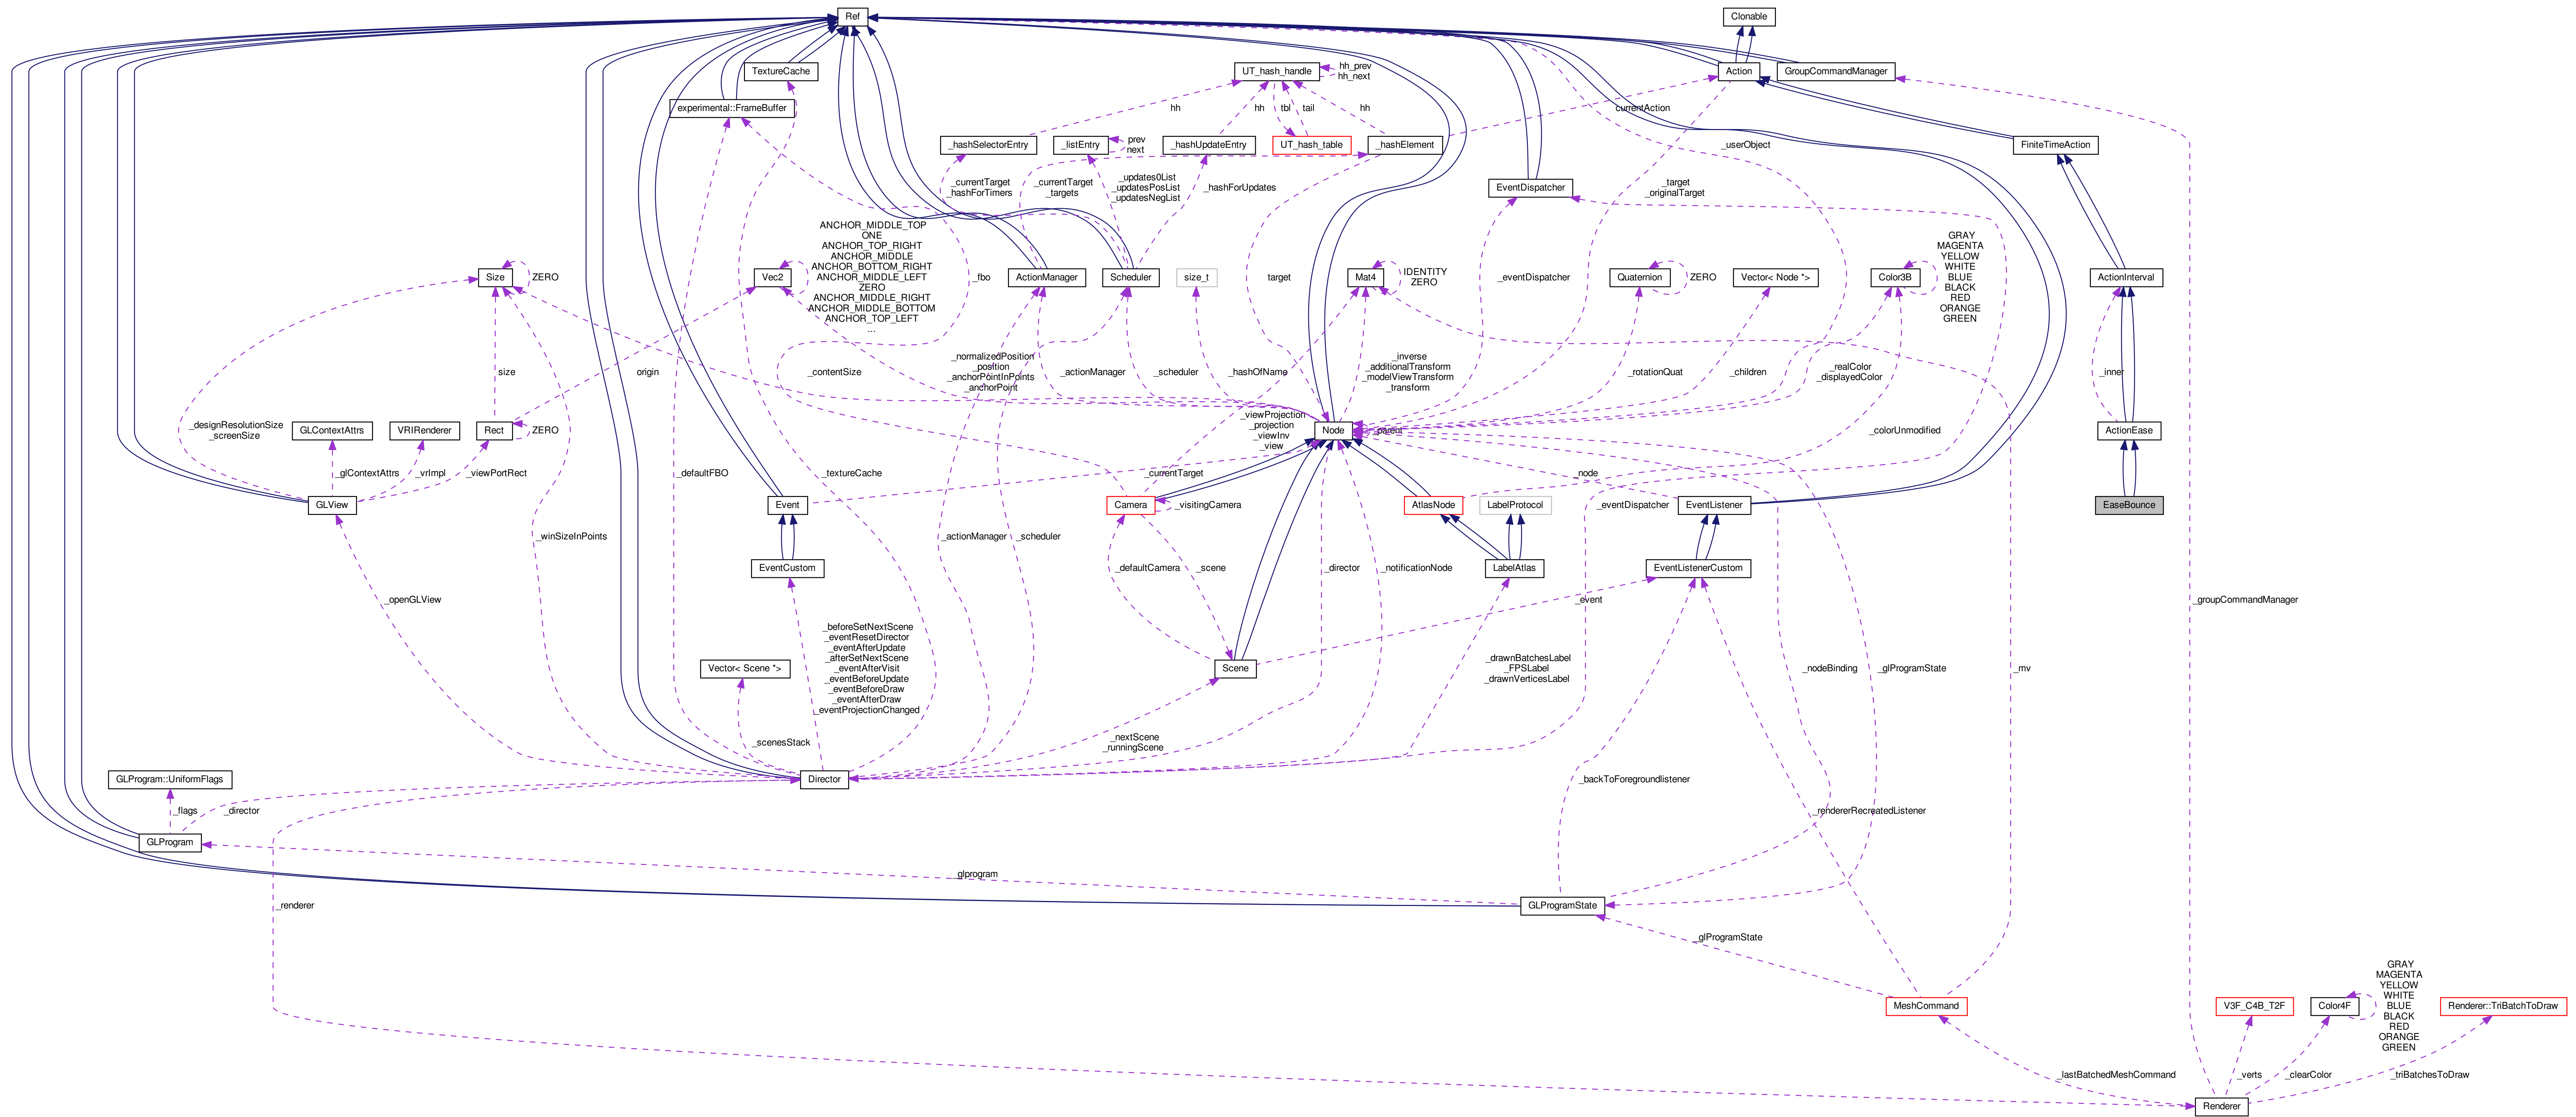 Ref
Clonable
TextureCache
UT_hash_handle
hh_prev
hh_next
Action
GroupCommandManager
experimental::FrameBuffer
hh
hh
tbl
tail
hh
currentAction
_hashSelectorEntry
_listEntry
prev
next
_hashUpdateEntry
UT_hash_table
_hashElement
_userObject
FiniteTimeAction
_currentTarget
_hashForTimers
_currentTarget
_targets
_updates0List
_updatesPosList
_updatesNegList
_hashForUpdates
EventDispatcher
_target
_originalTarget
ANCHOR_MIDDLE_TOP
ONE
ANCHOR_TOP_RIGHT
ANCHOR_MIDDLE
ANCHOR_BOTTOM_RIGHT
ANCHOR_MIDDLE_LEFT
ZERO
ANCHOR_MIDDLE_RIGHT
ANCHOR_MIDDLE_BOTTOM
ANCHOR_TOP_LEFT
...
GRAY
MAGENTA
YELLOW
WHITE
BLUE
BLACK
RED
ORANGE
GREEN
Size
ZERO
Vec2
_fbo
ActionManager
Scheduler
size_t
target
Mat4
IDENTITY
ZERO
_eventDispatcher
Quaternion
ZERO
Vector< Node *>
Color3B
ActionInterval
size
origin
_contentSize
_normalizedPosition
_position
_anchorPointInPoints
_anchorPoint
_actionManager
_scheduler
_hashOfName
_inverse
_additionalTransform
_modelViewTransform
_transform
_rotationQuat
_children
_realColor
_displayedColor
_inner
_designResolutionSize
_screenSize
GLContextAttrs
VRIRenderer
Rect
ZERO
_viewProjection
_projection
_viewInv
_view
Node
_parent
_colorUnmodified
ActionEase
_glContextAttrs
_vrImpl
_viewPortRect
_defaultFBO
_textureCache
_currentTarget
_node
GLView
Event
Camera
_visitingCamera
AtlasNode
LabelProtocol
_eventDispatcher
EventListener
EaseBounce
_winSizeInPoints
_actionManager
_scheduler
EventCustom
_defaultCamera
_scene
_director
_notificationNode
LabelAtlas
EventListenerCustom
_openGLView
_event
_groupCommandManager
_beforeSetNextScene
_eventResetDirector
_eventAfterUpdate
_afterSetNextScene
_eventAfterVisit
_eventBeforeUpdate
_eventBeforeDraw
_eventAfterDraw
_eventProjectionChanged
Vector< Scene *>
Scene
_drawnBatchesLabel
_FPSLabel
_drawnVerticesLabel
_nodeBinding
_glProgramState
_mv
_scenesStack
_nextScene
_runningScene
GLProgram::UniformFlags
Director
_backToForegroundlistener
_flags
_director
_rendererRecreatedListener
GLProgram
_glprogram
_renderer
GLProgramState
_glProgramState
GRAY
MAGENTA
YELLOW
WHITE
BLUE
BLACK
RED
ORANGE
GREEN
MeshCommand
V3F_C4B_T2F
Color4F
Renderer::TriBatchToDraw
_lastBatchedMeshCommand
_verts
_clearColor
_triBatchesToDraw
Renderer